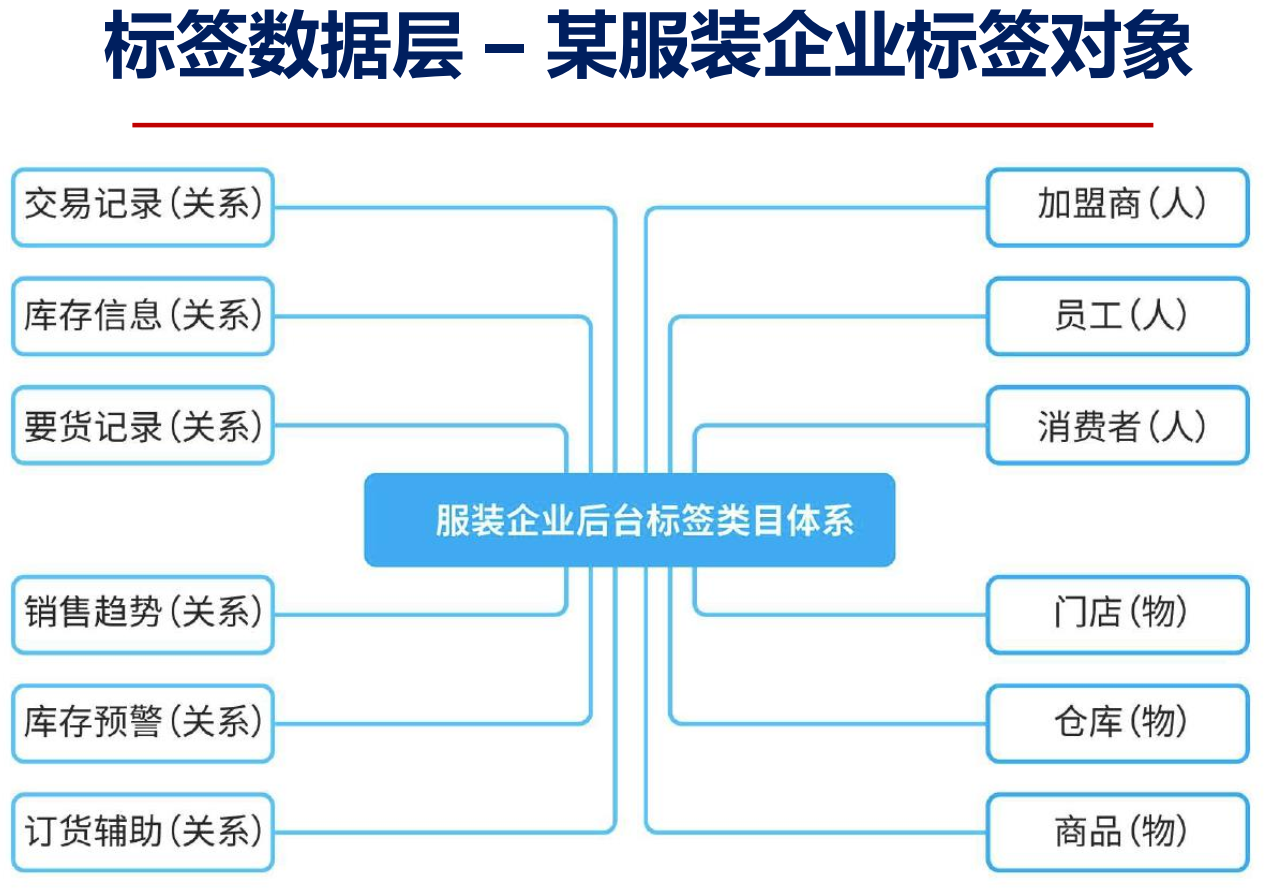 标签数据层 – 某服装企业标签对象
交易记录(关系)
库存信息(关系)
要货记录(关系)
加盟商(人)
员工(人)
消费者(人)
服装企业后台标签类目体系
销售趋势(关系)
库存预警(关系)
订货辅助(关系)
门店(物)
仓库(物)
商品(物)